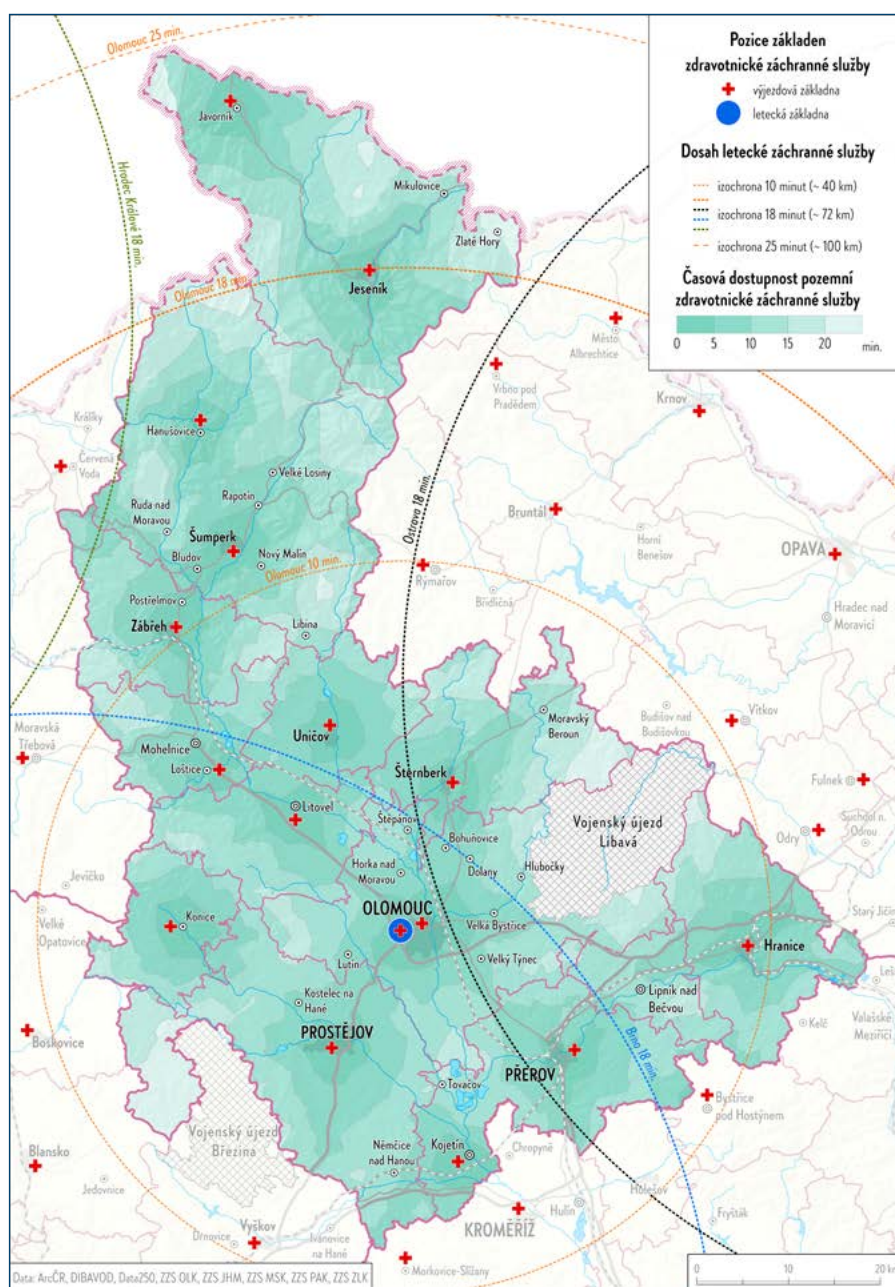 Olomouc 25 min.
Pozice základen
zdravotnické záchranné služby
výjezdová základna
letecká základna
Dosah letecké záchranné služby
izochrona 10 minut (~ 40 km)
izochrona 18 minut (~ 72 km)
izochrona 25 minut (~ 100 km)
Časová dostupnost pozemní
zdravotnické záchranné služby
0 5 10 15 20 min.
Javorník
Mikulovice
Hradec Králové 18 min.
Zlaté Hory
Jeseník
Olomouc 18 min.
Město
Albrechtice
Vrbno pod
Pradědem
Krnov
Králíky
Hanušovice
Červená
Voda
Velké Losiny
Rapotín
Ostrava 18 min.
Ruda nad
Moravou
Bruntál
Šumperk
Horní
Benešov
OPAVA
Bludov
Nový Malín
Olomouc 10 min.
Rýmařov
Břidličná
Postřelmov
Hradec nad
Moravicí
Zábřeh
Libina
Moravský
Beroun
Budišov nad
Budišovkou
Vítkov
Uničov
Moravská
Třebová
Mohelnice
Loštice
Šternberk
Fulnek
Litovel
Štěpánov
Vojenský újezd
Libavá
Suchdol n.
Odrou
Odry
Bohuňovice
Dolany
Horka nad
Moravou
Hlubočky
Jevíčko
OLOMOUC
Velké
Opatovice
Konice
Velká Bystřice
Starý Jičín
Hranice
Lutín
Velký Týnec
Lipník nad
Bečvou
Leš
Kostelec na
Hané
Kelč
Valašské
Meziříčí
Boskovice
PROSTĚJOV
PŘEROV
Brno 18 min.
Tovačov
Bystřice
pod Hostýnem
Vojenský újezd
Březina
Kojetín
Chropyně
Němčice
nad Hanou
Blansko
Jedovnice
Holešov
Hulín
Fryšták
KROMĚŘÍŽ
Drnovice
Vyškov
Ivanovice
na Hané
Morkovice-Slížany
Data: ArcČR, DIBAVOD, Data250, ZZS OLK, ZZS JHM, ZZS MSK, ZZS PAK, ZZS ZLK
0 10 20